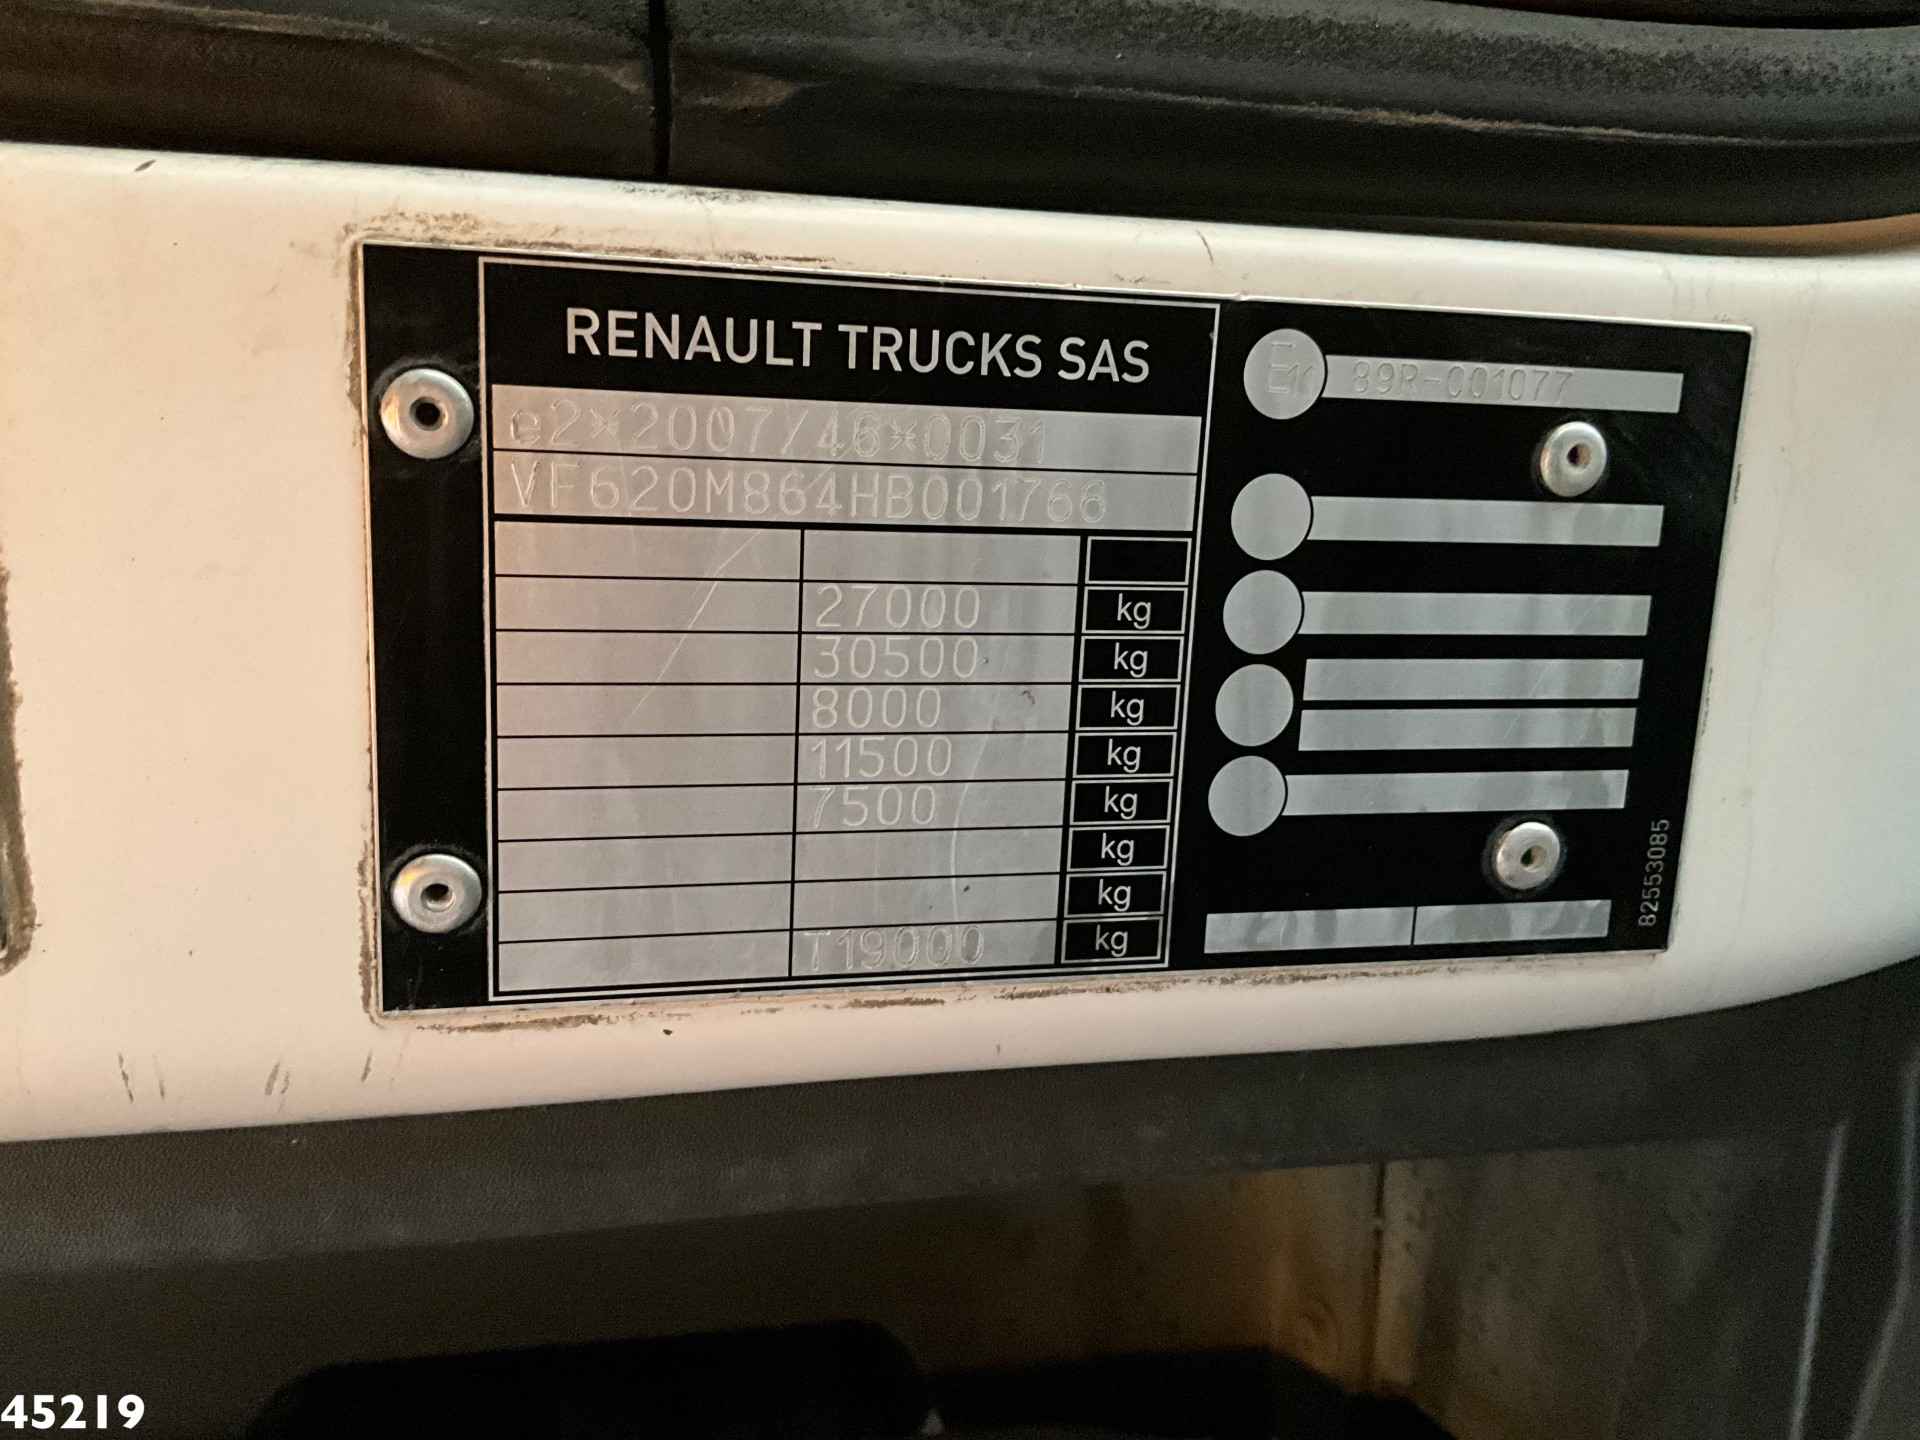 RENAULT TRUCKS SAS
e2*2007/46*0031
VF620M864HB001766
27000 kg
30500 kg
8000 kg
11500 kg
7500 kg
kg
kg
T19000 kg
E11 89R-001077
82553085
45219